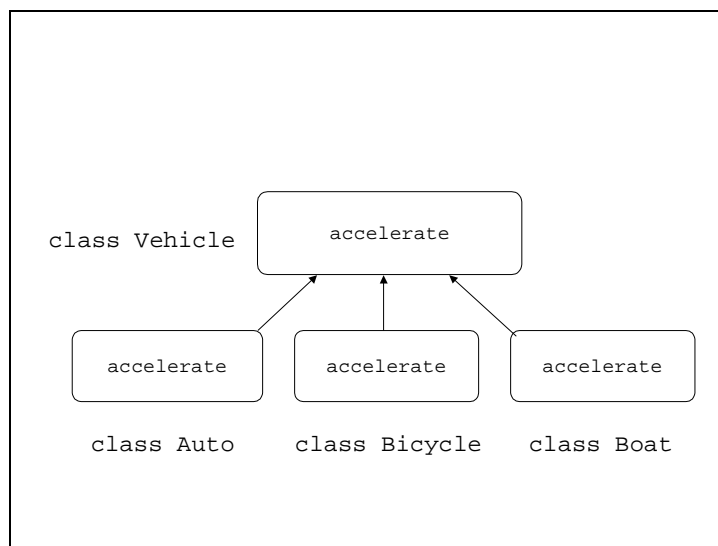 accelerate
class Vehicle
accelerate
accelerate
accelerate
class Auto
class Bicycle
class Boat